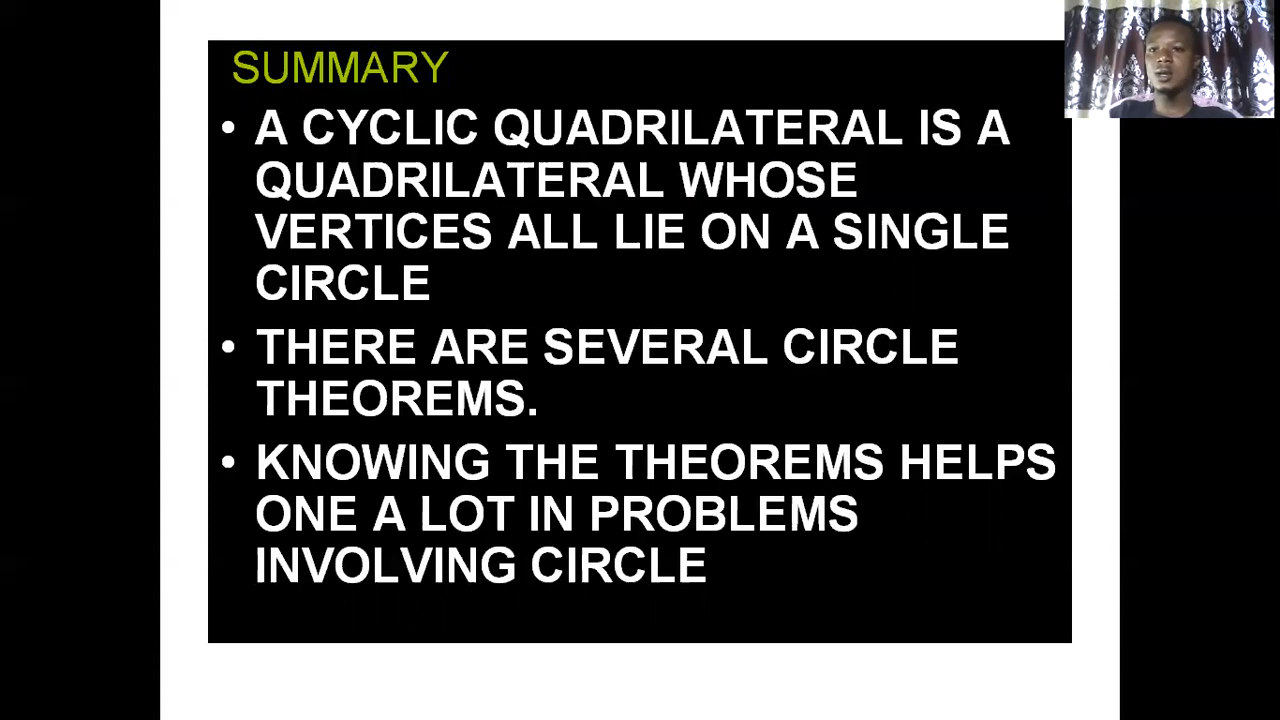 SUMMARY
• A CYCLIC QUADRILATERAL IS A
QUADRILATERAL WHOSE
VERTICES ALL LIE ON A SINGLE
CIRCLE
• THERE ARE SEVERAL CIRCLE
THEOREMS.
• KNOWING THE THEOREMS HELPS
ONE A LOT IN PROBLEMS
INVOLVING CIRCLE